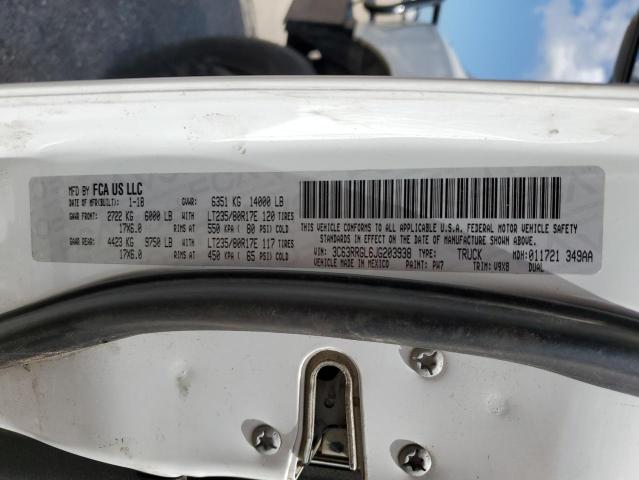 MFD BY FCA US LLC
DATE OF MFR(BUILT): 1-18 GVWR: 6351 KG 14000 LB
GAWR FRONT: 2722 KG 6000 LB WITH LT235/80R17E 120 TIRES
17X6.0 RIMS AT 550 KPA ( 80 PSI) COLD
GAWR REAR: 4423 KG 9750 LB WITH LT235/80R17E 117 TIRES
17X6.0 RIMS AT 450 KPA ( 65 PSI) COLD
THIS VEHICLE CONFORMS TO ALL APPLICABLE U.S.A. FEDERAL MOTOR VEHICLE SAFETY
STANDARDS IN EFFECT ON THE DATE OF MANUFACTURE SHOWN ABOVE
VIN: 3C63RRGL6JG203938 TYPE: TRUCK MDH: 011721 349AA
VEHICLE MADE IN MEXICO PAINT: PW7 TRIM: V9X8 DUAL